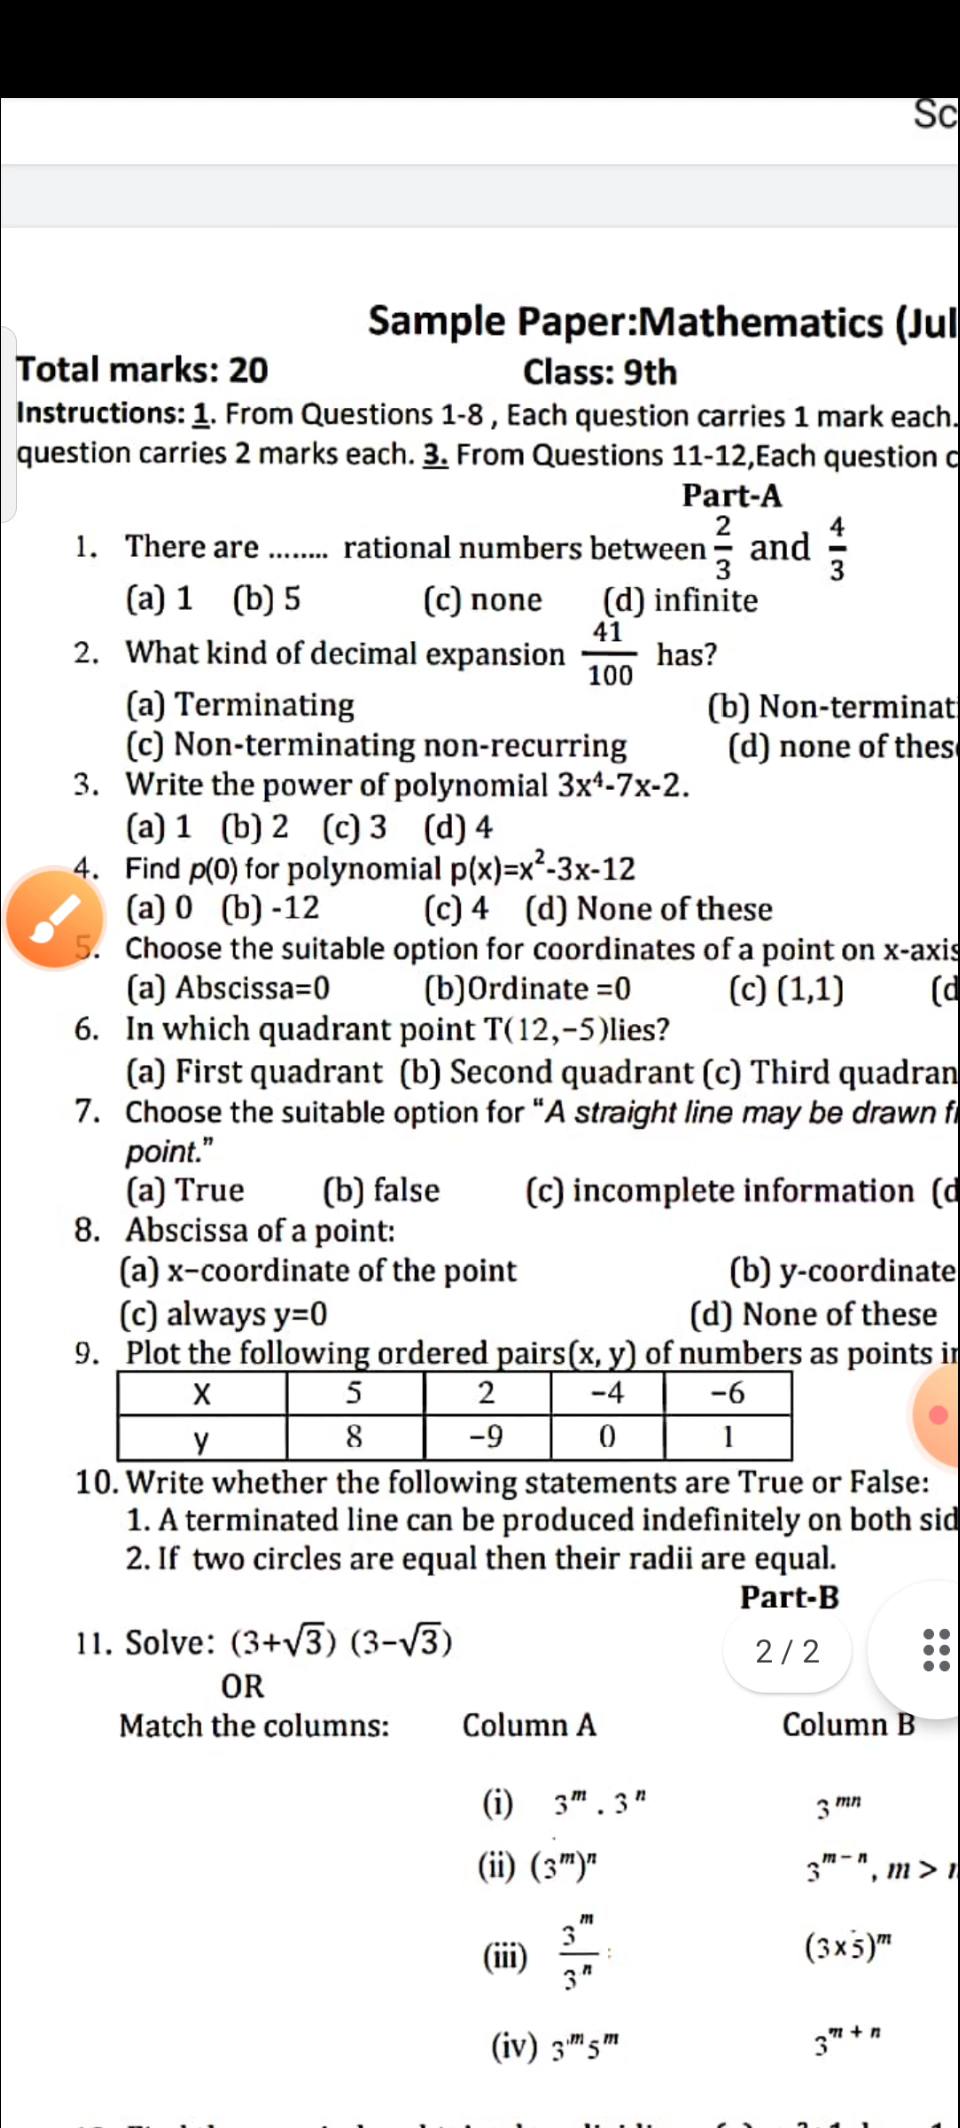 Sc
Sample Paper:Mathematics (Jul
Total marks: 20 Class: 9th
Instructions: 1. From Questions 1-8 , Each question carries 1 mark each.
question carries 2 marks each. 3. From Questions 11-12,Each question c
Part-A
1. There are ........ rational numbers between 2/3 and 4/3
(a) 1 (b) 5 (c) none (d) infinite
2. What kind of decimal expansion 41/100 has?
(a) Terminating (b) Non-terminat
(c) Non-terminating non-recurring (d) none of thes
3. Write the power of polynomial 3x⁴-7x-2.
(a) 1 (b) 2 (c) 3 (d) 4
4. Find p(0) for polynomial p(x)=x²-3x-12
(a) 0 (b) -12 (c) 4 (d) None of these
5. Choose the suitable option for coordinates of a point on x-axis
(a) Abscissa=0 (b)Ordinate =0 (c) (1,1) (d
6. In which quadrant point T(12,−5)lies?
(a) First quadrant (b) Second quadrant (c) Third quadran
7. Choose the suitable option for “A straight line may be drawn f
point.”
(a) True (b) false (c) incomplete information (d
8. Abscissa of a point:
(a) x−coordinate of the point (b) y-coordinate
(c) always y=0 (d) None of these
9. Plot the following ordered pairs(x, y) of numbers as points i
X 5 2 −4 −6
y 8 −9 0 1
10. Write whether the following statements are True or False:
1. A terminated line can be produced indefinitely on both sid
2. If two circles are equal then their radii are equal.
Part-B
11. Solve: (3+√3) (3−√3)
2 / 2
OR
Match the columns: Column A Column B
(i) 3ᵐ . 3ⁿ 3ᵐⁿ
(ii) (3ᵐ)ⁿ 3ᵐ⁻ⁿ, m >
(iii) 3ᵐ/3ⁿ (3x5)ᵐ
(iv) 3ᵐ5ᵐ 3ᵐ⁺ⁿ